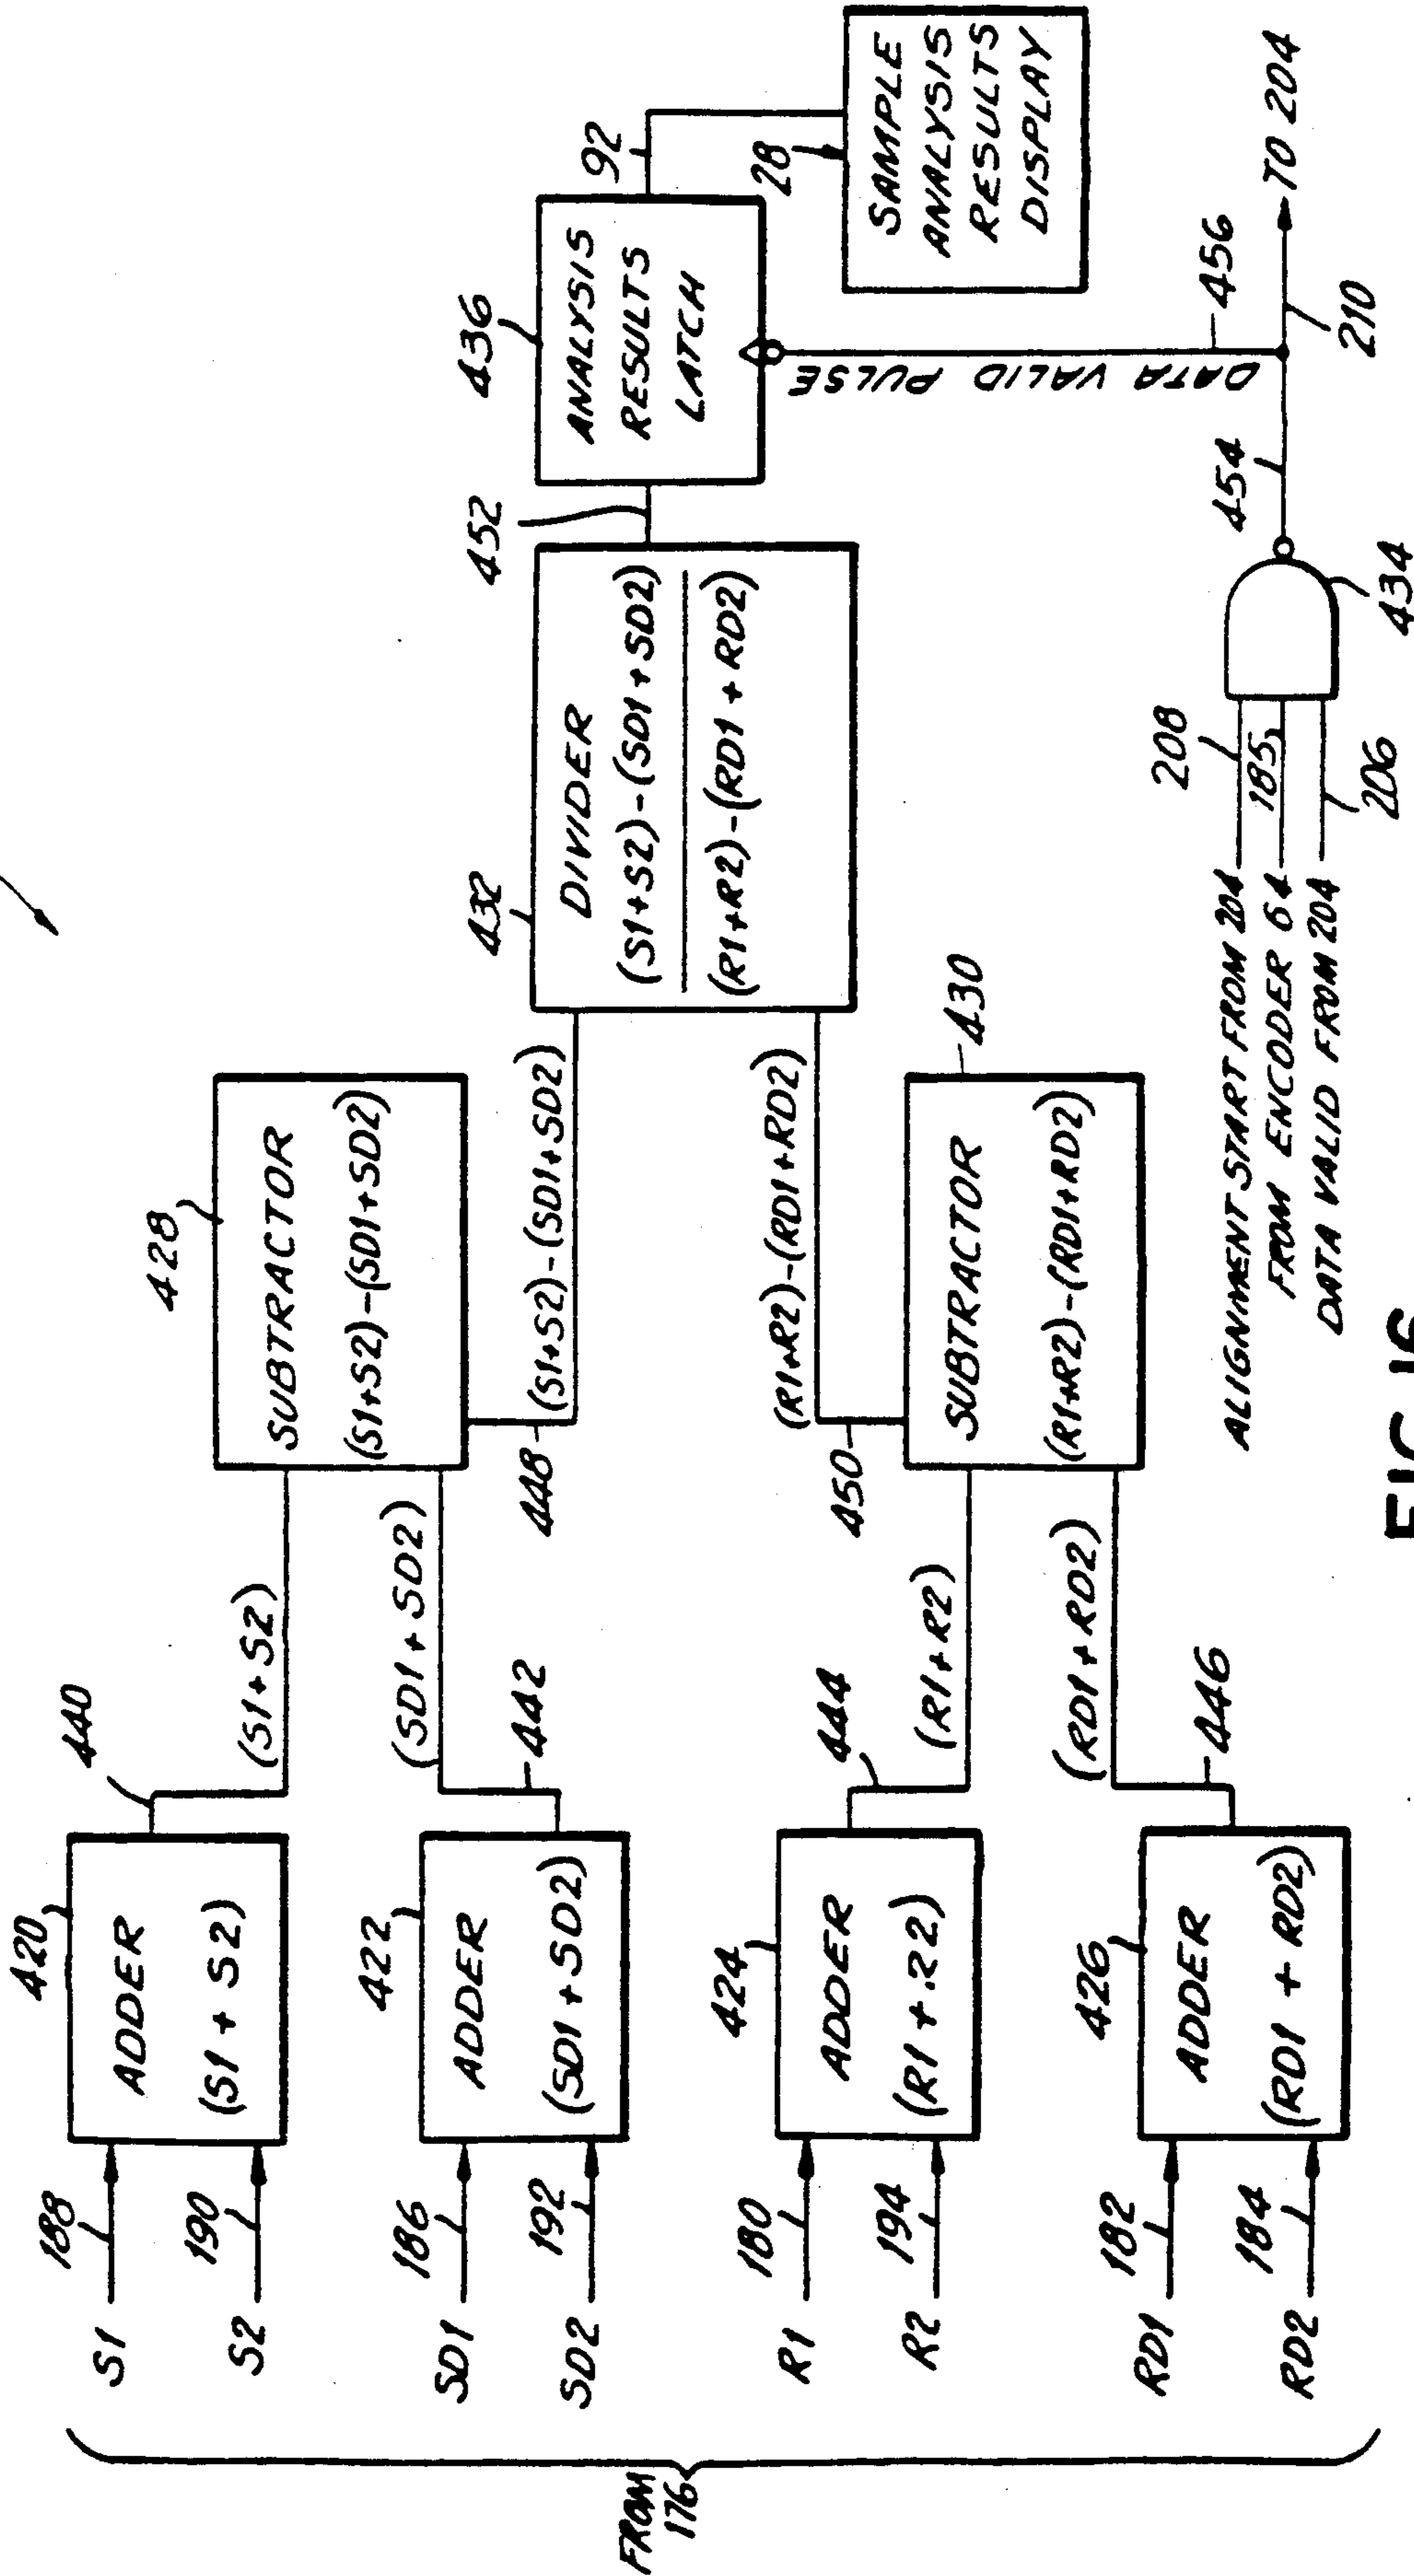 FROM
176
S1
188
S2
190
420
ADDER
(S1 + S2)
440
(S1+S2)
SD1
186
SD2
192
422
ADDER
(SD1 + SD2)
442
(SD1 + SD2)
R1
180
R2
194
424
ADDER
(R1 + R2)
444
(R1+R2)
RD1
182
RD2
184
426
ADDER
(RD1 + RD2)
446
(RD1 + RD2)
428
SUBTRACTOR
(S1+S2)-(SD1+SD2)
448
(S1+S2)-(SD1+SD2)
430
SUBTRACTOR
(R1+R2)-(RD1+RD2)
450
(R1+R2)-(RD1+RD2)
432
DIVIDER
(S1+S2)-(SD1+SD2)
(R1+R2)-(RD1 + RD2)
452
436
ANALYSIS
RESULTS
LATCH
92
28
SAMPLE
ANALYSIS
RESULTS
DISPLAY
DATA VALID PULSE
456
ALIGNMENT START FROM 204
208
FROM ENCODER 64
185
DATA VALID FROM 204
206
434
454
210
TO 204
FIG. 16